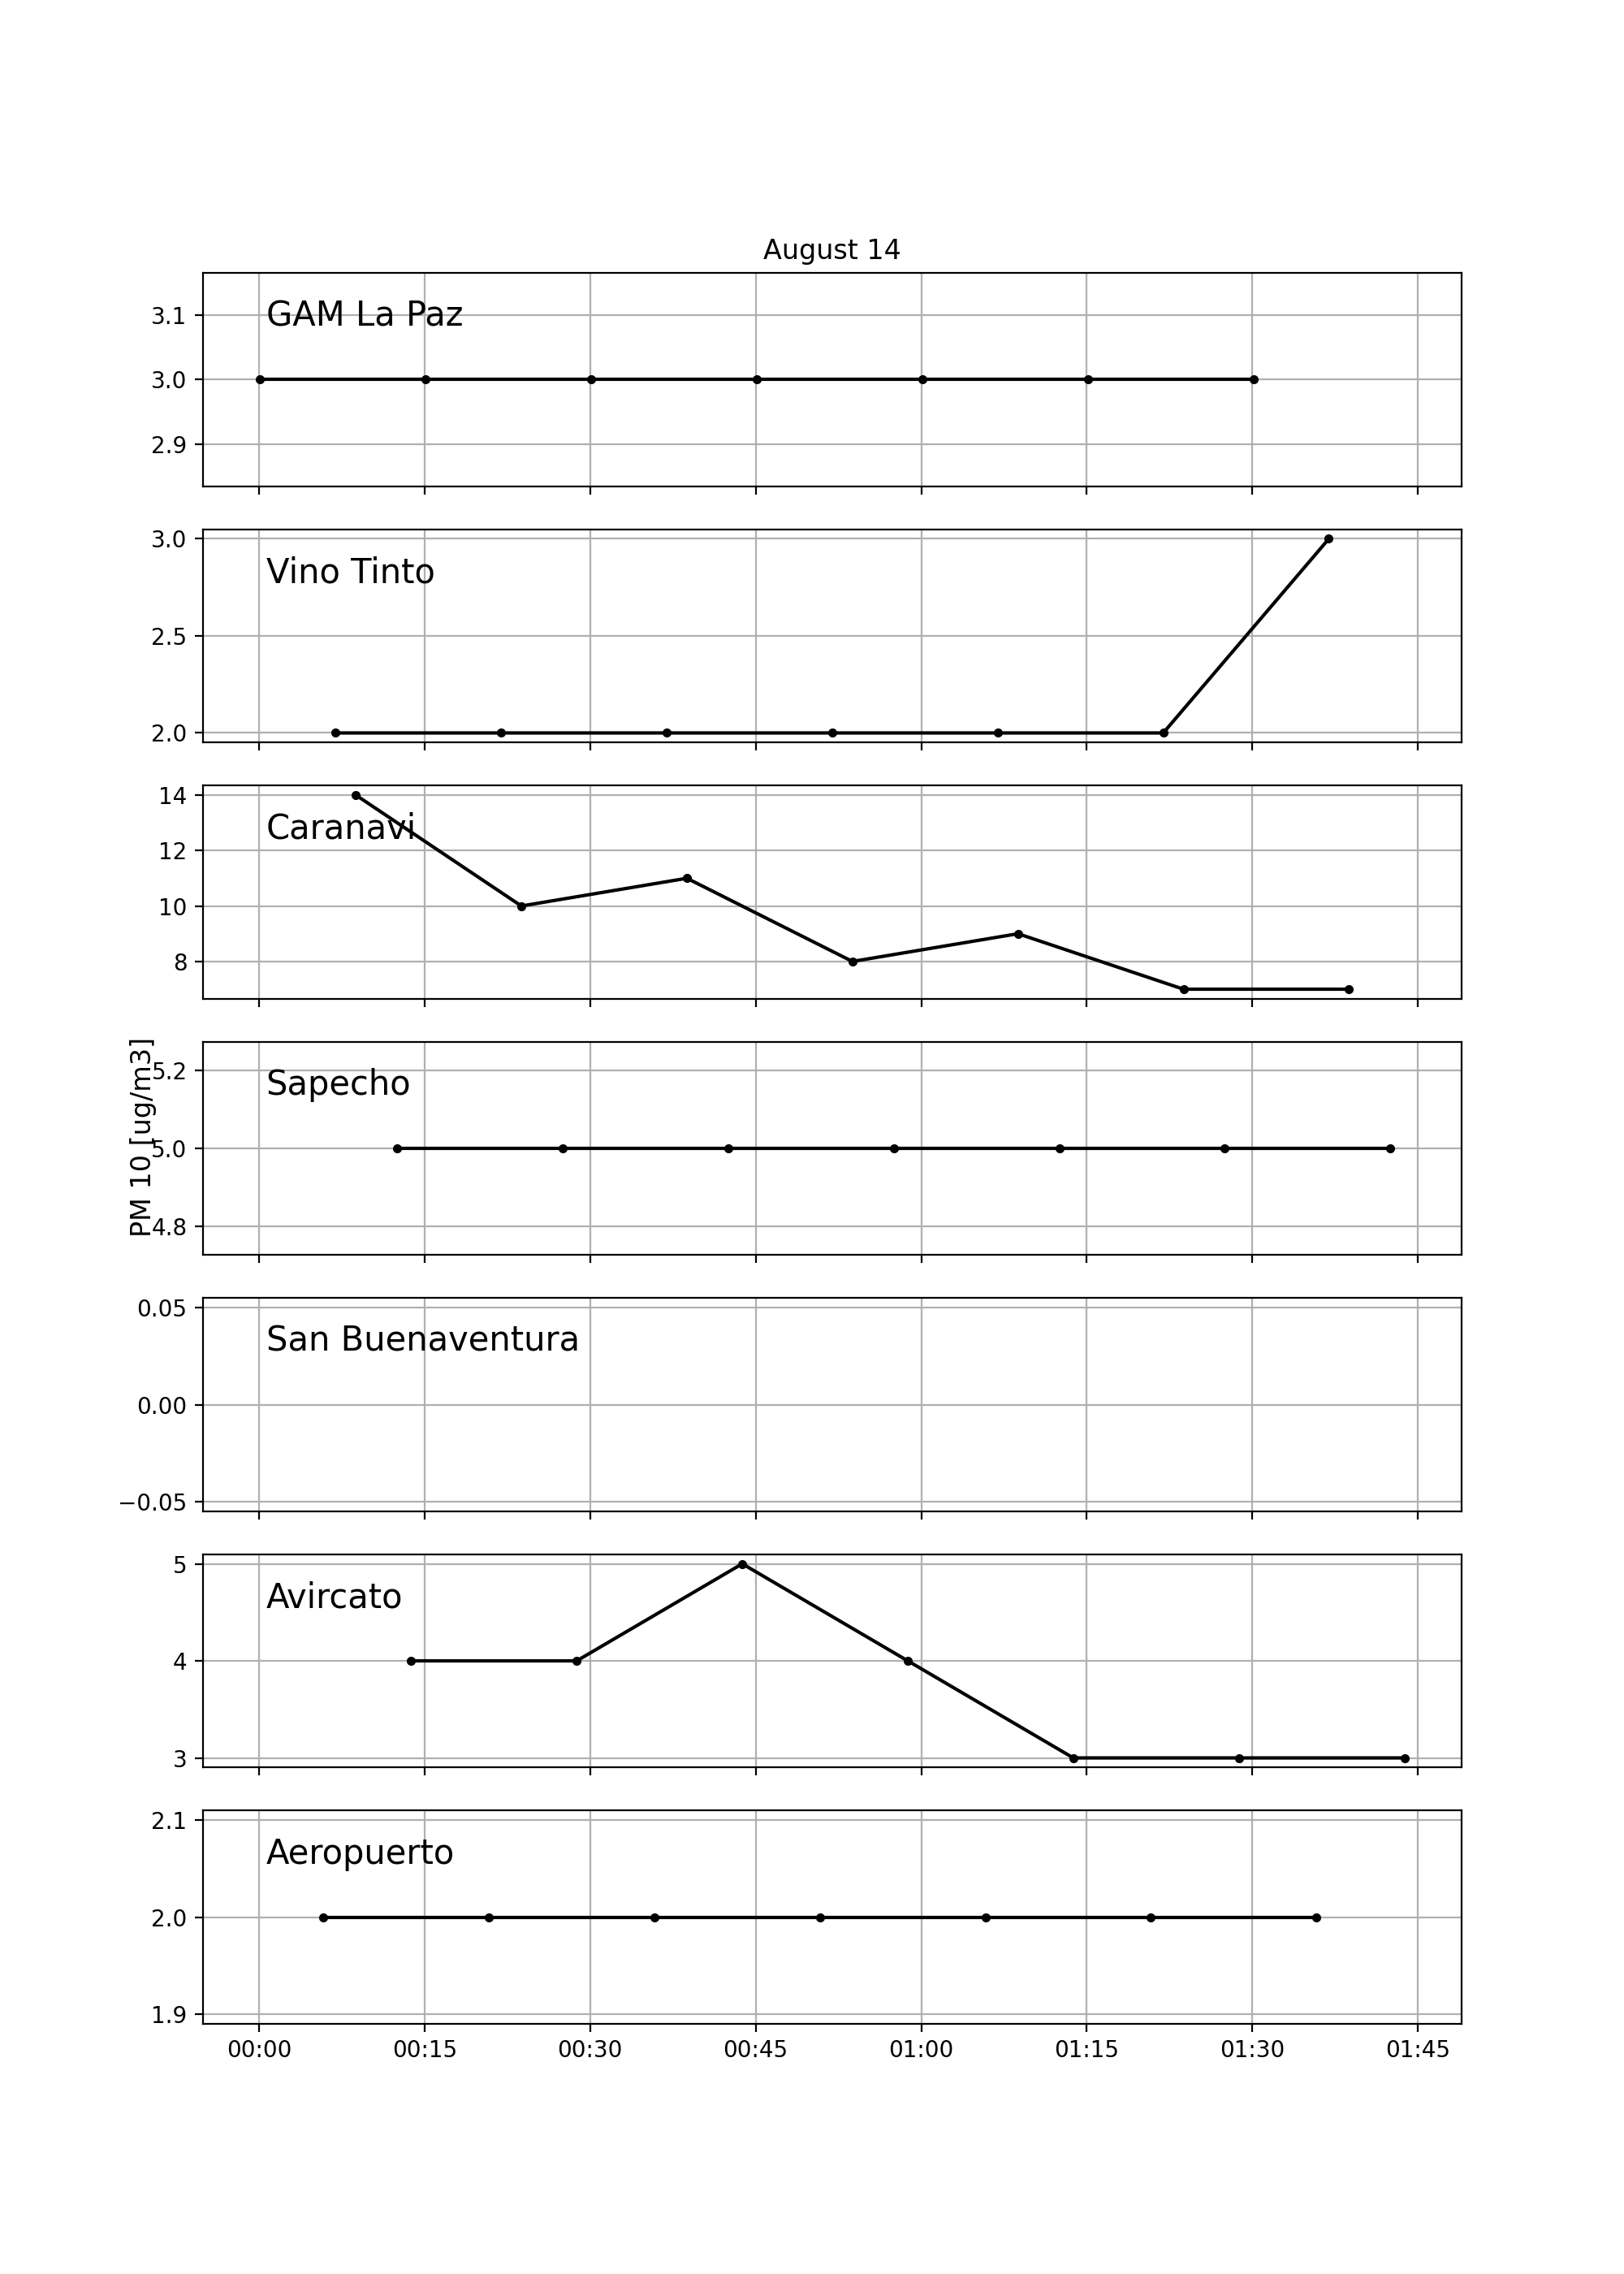 August 14
GAM La Paz
3.1
3.0
2.9
Vino Tinto
3.0
2.5
2.0
Caranavi
14
12
10
8
PM 10 [ug/m3]
Sapecho
5.2
5.0
4.8
San Buenaventura
0.05
0.00
−0.05
Avircato
5
4
3
Aeropuerto
2.1
2.0
1.9
00:00 00:15 00:30 00:45 01:00 01:15 01:30 01:45